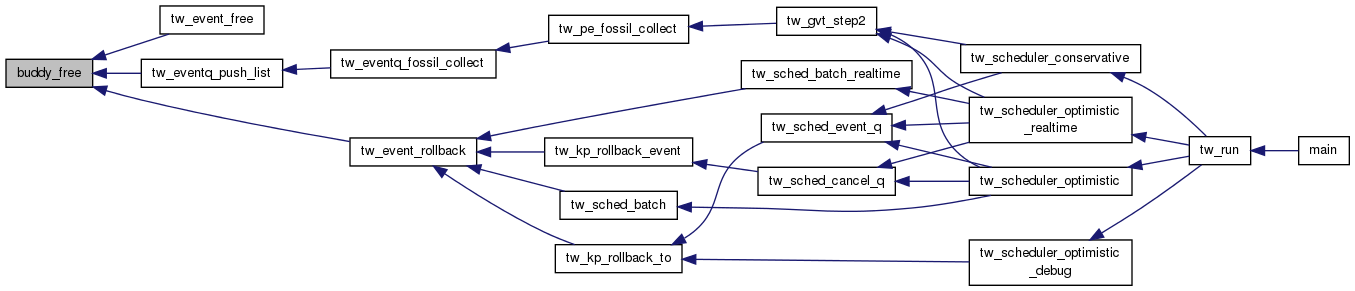 buddy_free
tw_event_free
tw_eventq_push_list
tw_event_rollback
tw_eventq_fossil_collect
tw_pe_fossil_collect
tw_gvt_step2
tw_sched_batch_realtime
tw_kp_rollback_event
tw_sched_batch
tw_kp_rollback_to
tw_sched_event_q
tw_sched_cancel_q
tw_scheduler_conservative
tw_scheduler_optimistic
_realtime
tw_scheduler_optimistic
tw_scheduler_optimistic
_debug
tw_run
main